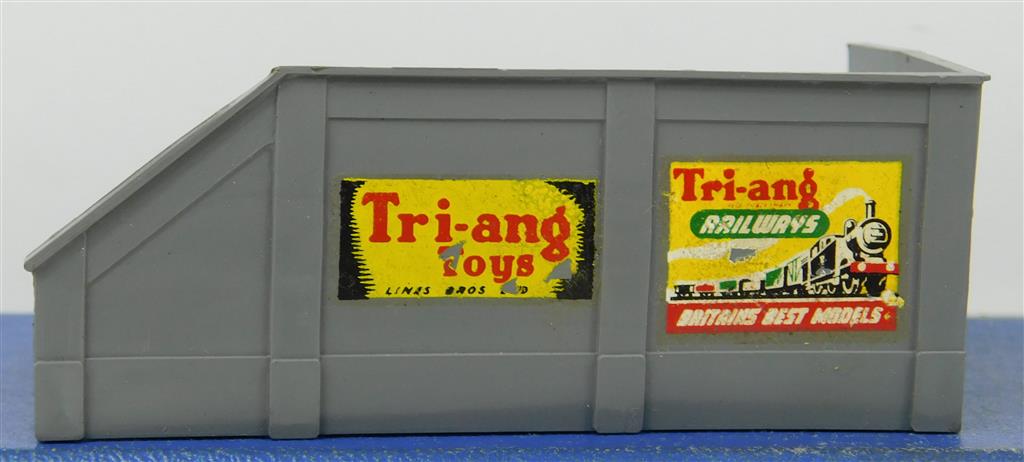 Tri-ang
Toys
LINES BROS LTD
Tri-ang
RAILWAYS
BRITAINS BEST MODELS